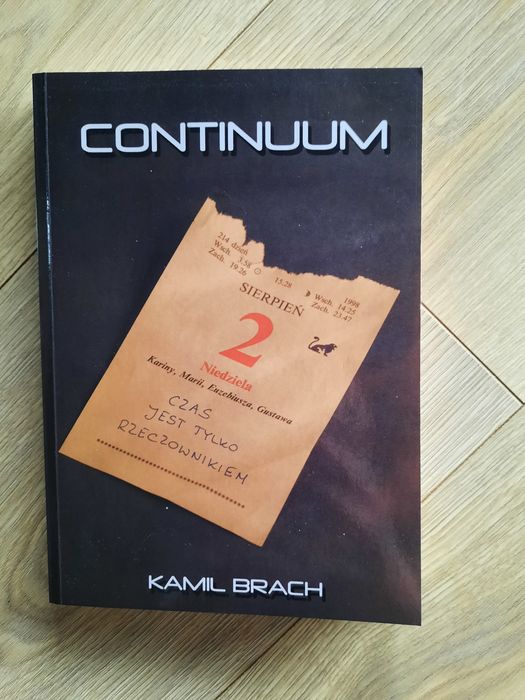 CONTINUUM
214 dzień
Wsch. 3.58
Zach. 19.26
15.28
1998
Wsch. 14.25
Zach. 23.47
SIERPIEŃ
2
Niedziela
Kariny, Marii, Euzebiusza, Gustawa
CZAS
JEST TYLKO
RZECZOWNIKIEM
KAMIL BRACH